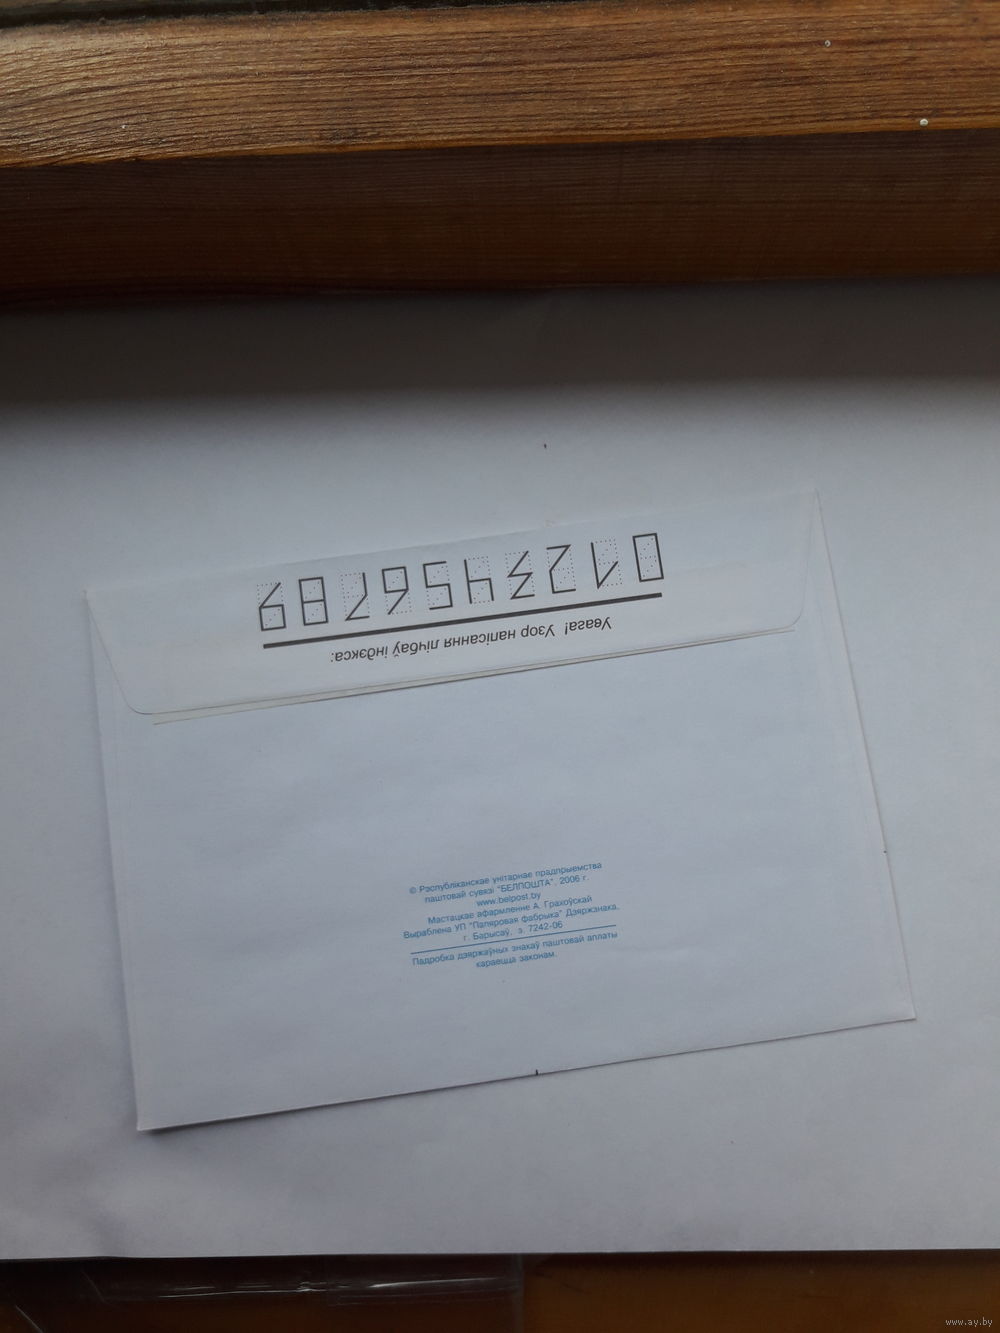 Увага! Узор напісання лічбаў індэкса:
0123456789
© Рэспубліканскае унітарнае прадпрыемства
паштовай сувязі "БЕЛПОШТА", 2006 г.
www.belpost.by
Мастацкае афармленне А. Грахоўскай
Выраблена УП "Папяровая фабрыка" Дзяржзнака,
г. Барысаў, з. 7242-06
Падробка дзяржаўных знакаў паштовай аплаты
караецца законам.
www.ay.by